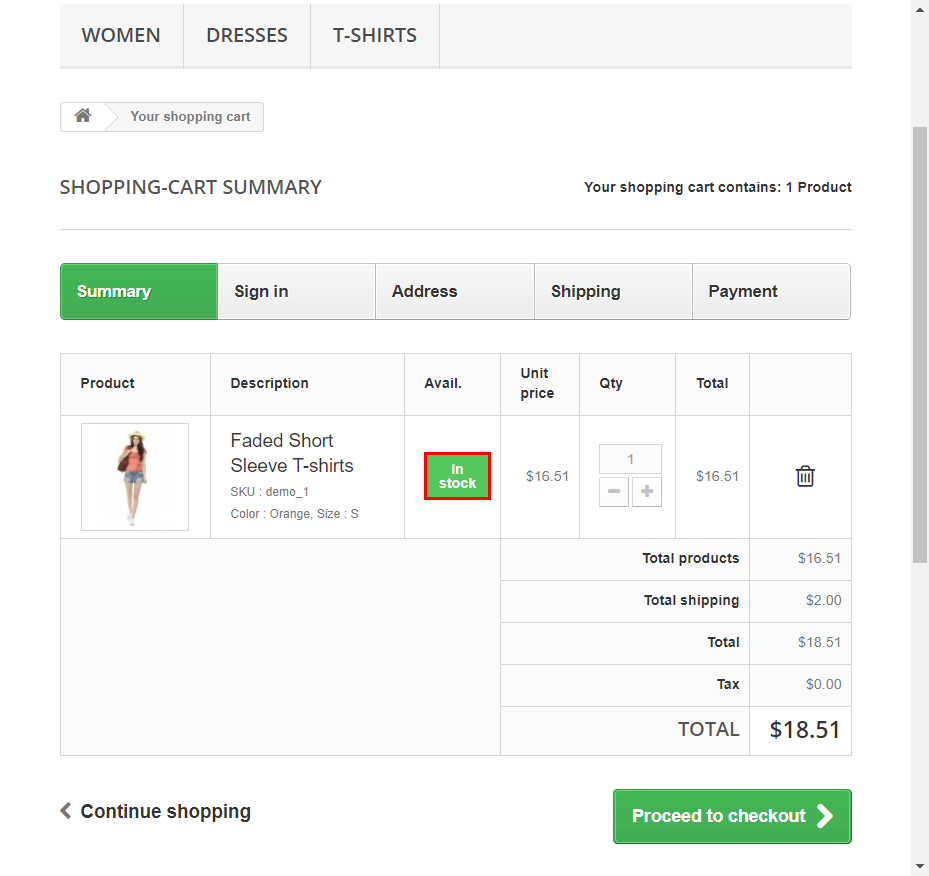 WOMEN
DRESSES
T-SHIRTS
Your shopping cart
SHOPPING-CART SUMMARY
Your shopping cart contains: 1 Product
Summary
Sign in
Address
Shipping
Payment
Product
Description
Avail.
Unit
price
Qty
Total
Faded Short
Sleeve T-shirts
SKU : demo_1
Color : Orange, Size : S
In
stock
$16.51
1
$16.51
Total products
$16.51
Total shipping
$2.00
Total
$18.51
Tax
$0.00
TOTAL
$18.51
Continue shopping
Proceed to checkout